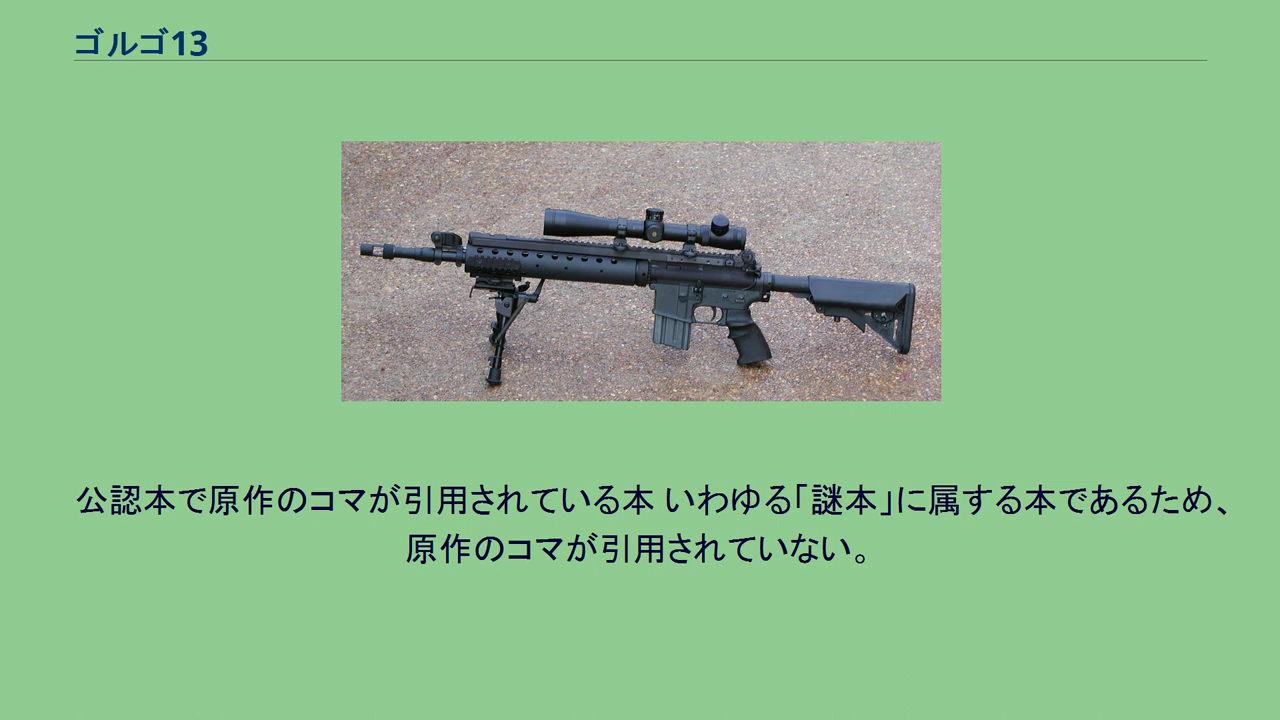 ゴルゴ13
公認本で原作のコマが引用されている本 いわゆる「謎本」に属する本であるため、
原作のコマが引用されていない。